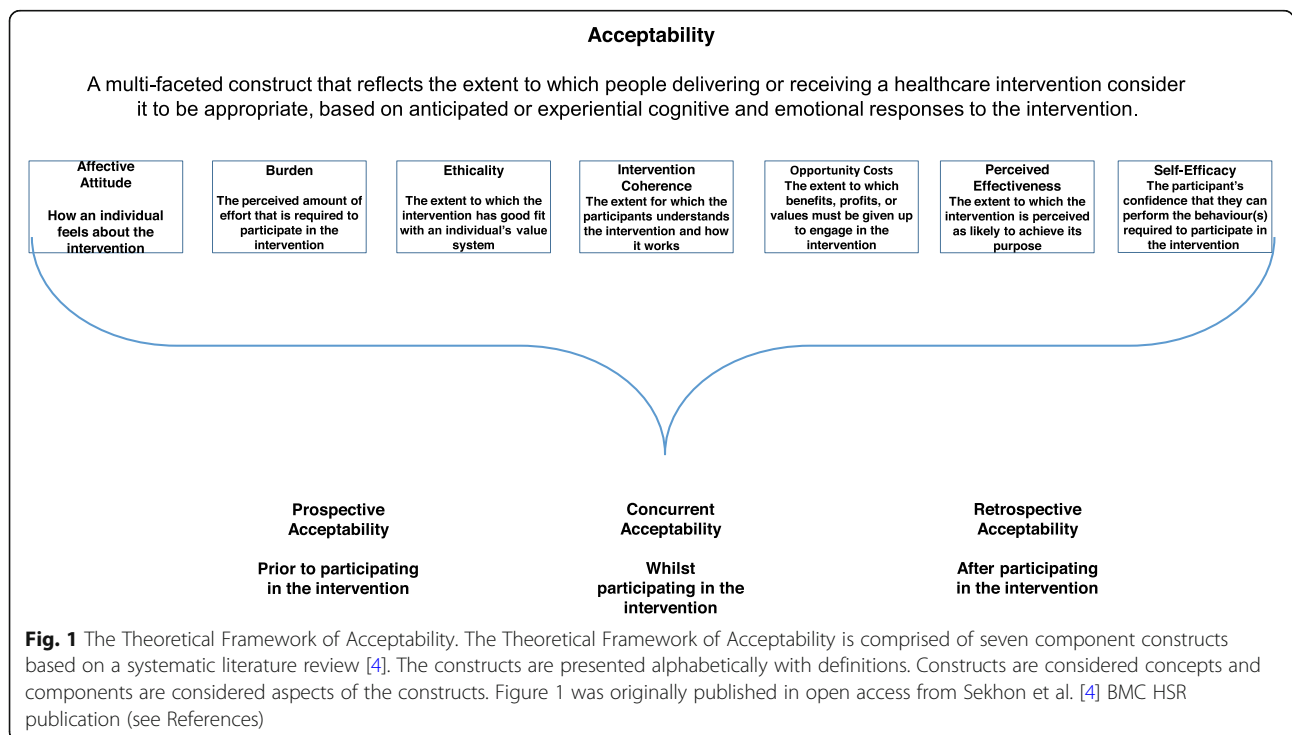 Acceptability
A multi-faceted construct that reflects the extent to which people delivering or receiving a healthcare intervention consider
it to be appropriate, based on anticipated or experiential cognitive and emotional responses to the intervention.
Affective
Attitude
How an individual
feels about the
intervention
Burden
The perceived amount of
effort that is required to
participate in the
intervention
Ethicality
The extent to which the
intervention has good fit
with an individual's value
system
Intervention
Coherence
The extent for which the
participants understands
the intervention and how
it works
Opportunity Costs
The extent to which
benefits, profits, or
values must be given up
to engage in the
intervention
Perceived
Effectiveness
The extent to which the
intervention is perceived
as likely to achieve its
purpose
Self-Efficacy
The participant's
confidence that they can
perform the behaviour(s)
required to participate in
the intervention
Prospective
Acceptability
Prior to participating
in the intervention
Concurrent
Acceptability
Whilst
participating in the
intervention
Retrospective
Acceptability
After participating
in the intervention
Fig. 1 The Theoretical Framework of Acceptability. The Theoretical Framework of Acceptability is comprised of seven component constructs
based on a systematic literature review [4]. The constructs are presented alphabetically with definitions. Constructs are considered concepts and
components are considered aspects of the constructs. Figure 1 was originally published in open access from Sekhon et al. [4] BMC HSR
publication (see References)